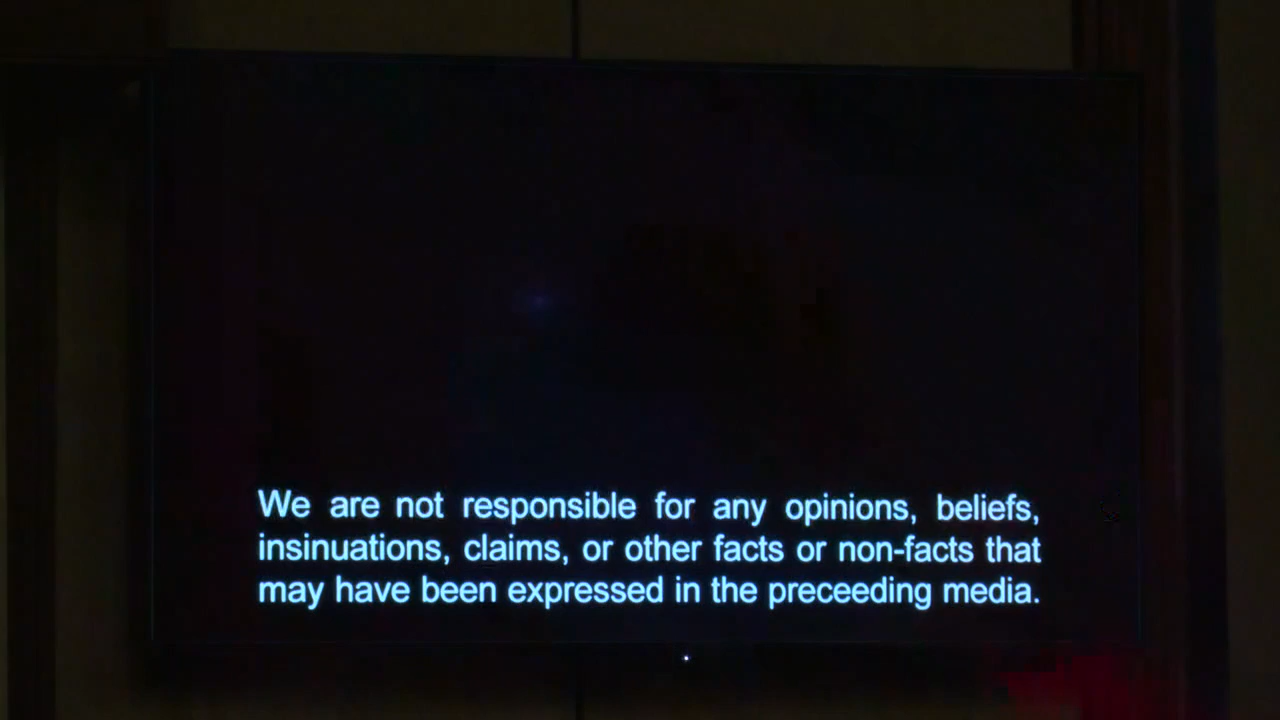 We are not responsible for any opinions, beliefs,
insinuations, claims, or other facts or non-facts that
may have been expressed in the preceeding media.